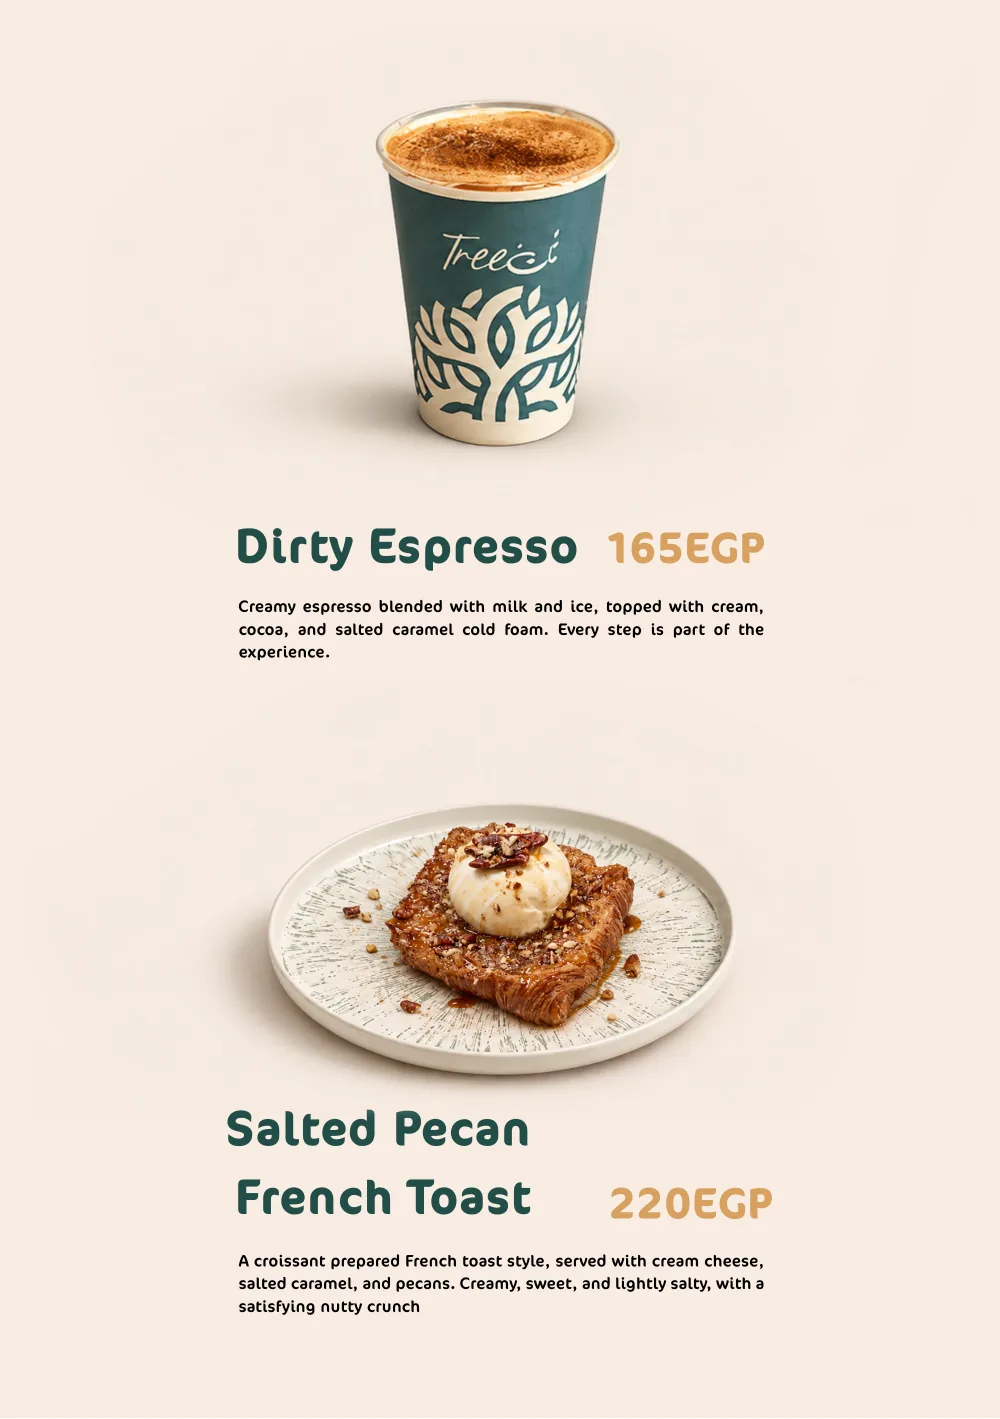 Tree
Dirty Espresso 165EGP
Creamy espresso blended with milk and ice, topped with cream,
cocoa, and salted caramel cold foam. Every step is part of the
experience.
Salted Pecan
French Toast 220EGP
A croissant prepared French toast style, served with cream cheese,
salted caramel, and pecans. Creamy, sweet, and lightly salty, with a
satisfying nutty crunch